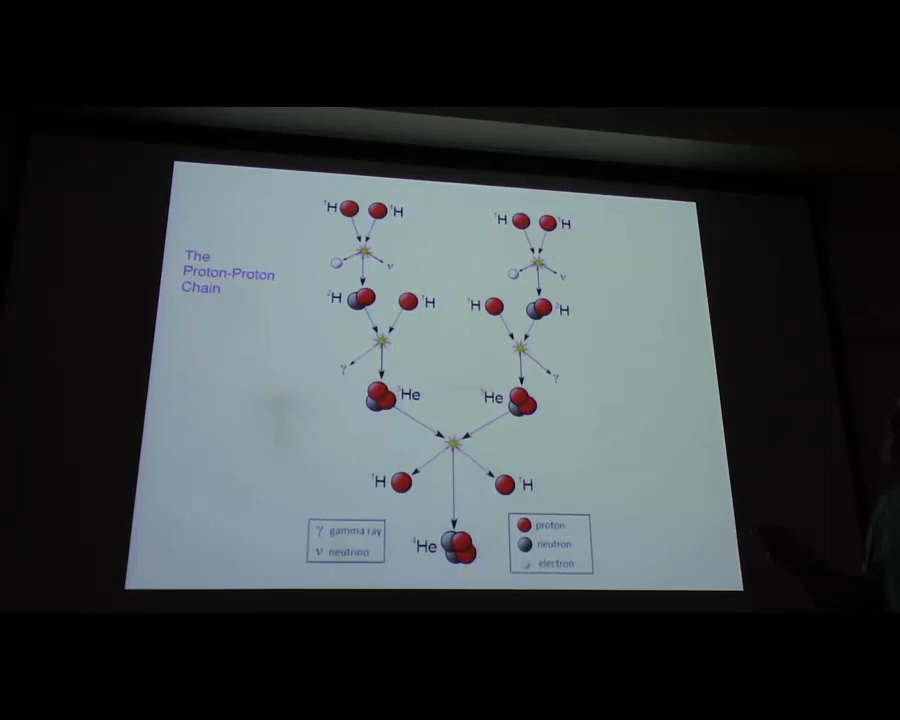 The
Proton-Proton
Chain
¹H ¹H
¹H ¹H
ν
ν
²H ¹H
¹H ²H
γ
γ
³He
He
¹H ¹H
⁴He
γ gamma ray
ν neutrino
proton
neutron
electron